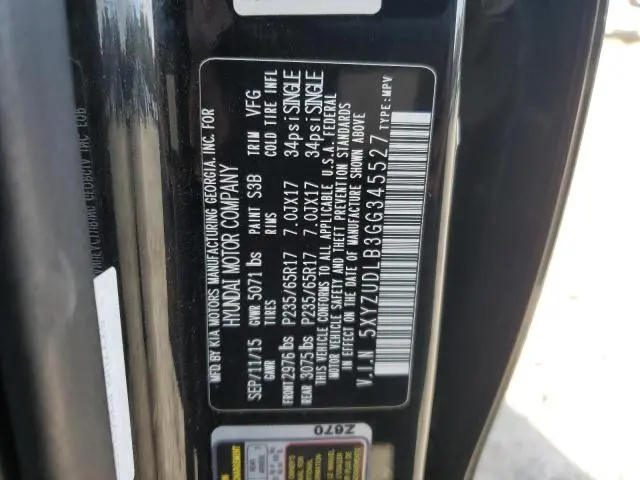 MFD.BY KIA MOTORS MANUFACTURING GEORGIA, INC. FOR
HYUNDAI MOTOR COMPANY
SEP/11/15 GVWR 5071 lbs PAINT S3B TRIM VFG
GAWR TIRES RIMS COLD TIRE INFL
FRONT 2976 lbs P235/65R17 7.0JX17 34psi SINGLE
REAR 3075 lbs P235/65R17 7.0JX17 34psi SINGLE
THIS VEHICLE CONFORMS TO ALL APPLICABLE U.S.A. FEDERAL
MOTOR VEHICLE SAFETY AND THEFT PREVENTION STANDARDS
IN EFFECT ON THE DATE OF MANUFACTURE SHOWN ABOVE
V.I.N 5XYZUDLB3GG345527
TYPE:MPV
Z670